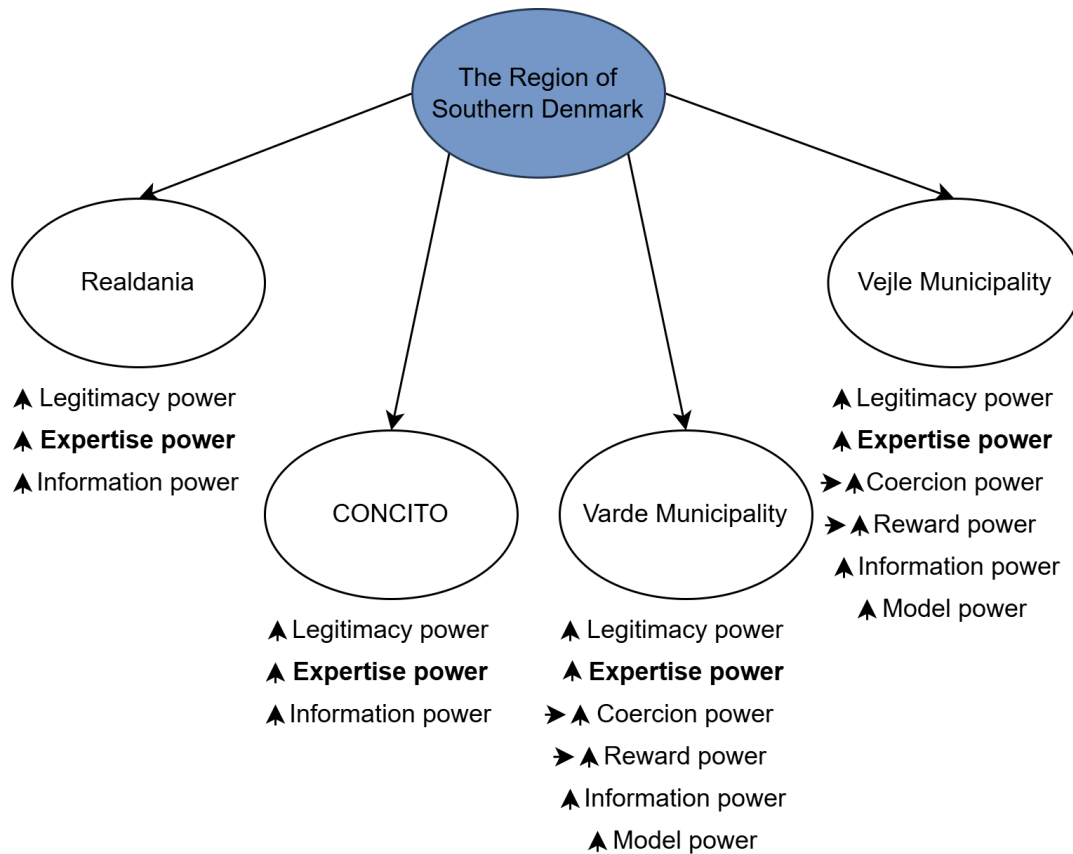 The Region of
Southern Denmark
Realdania
Legitimacy power
Expertise power
Information power
CONCITO
Legitimacy power
Expertise power
Information power
Varde Municipality
Legitimacy power
Expertise power
Coercion power
Reward power
Information power
Model power
Vejle Municipality
Legitimacy power
Expertise power
Coercion power
Reward power
Information power
Model power